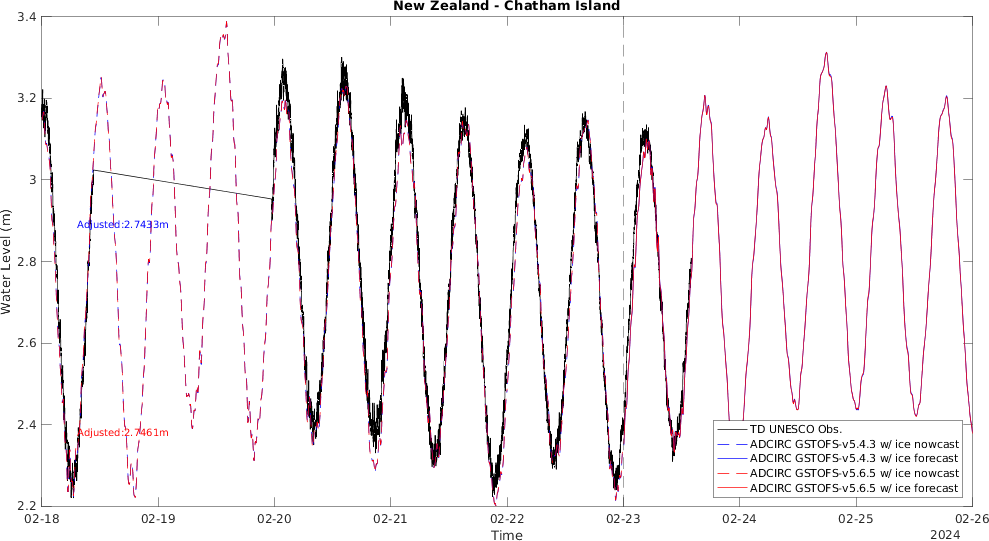 New Zealand - Chatham Island
3.4
3.2
3
2.8
2.6
2.4
2.2
Water Level (m)
Adjusted:2.7433m
Adjusted:2.7461m
TD UNESCO Obs.
ADCIRC GSTOFS-v5.4.3 w/ ice nowcast
ADCIRC GSTOFS-v5.4.3 w/ ice forecast
ADCIRC GSTOFS-v5.6.5 w/ ice nowcast
ADCIRC GSTOFS-v5.6.5 w/ ice forecast
02-18 02-19 02-20 02-21 02-22 02-23 02-24 02-25 02-26
Time
2024